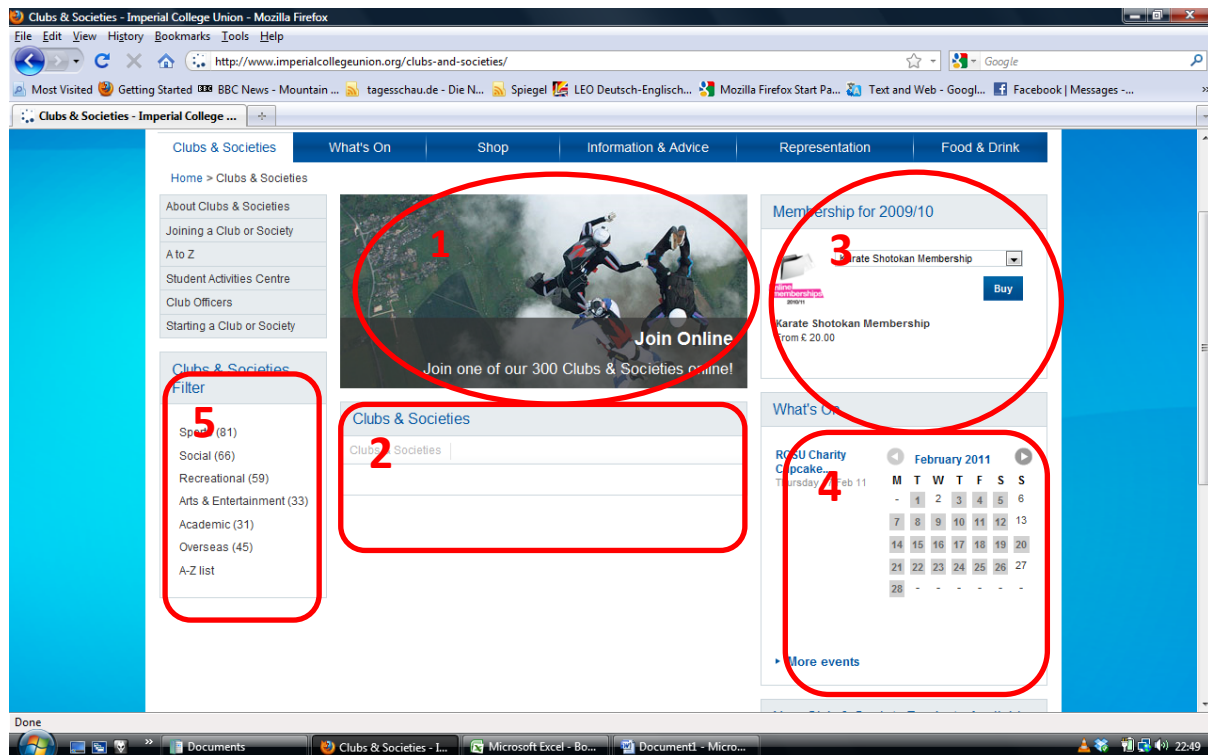 Clubs & Societies - Imperial College Union - Mozilla Firefox
File Edit View History Bookmarks Tools Help
http://www.imperialcollegeunion.org/clubs-and-societies/
Google
Most Visited Getting Started BBC News - Mountain ... tagesschau.de - Die N... Spiegel LEO Deutsch-Englisch... Mozilla Firefox Start Pa... Text and Web - Googl... Facebook | Messages -...
Clubs & Societies - Imperial College ...
Clubs & Societies What's On Shop Information & Advice Representation Food & Drink
Home > Clubs & Societies
About Clubs & Societies
Joining a Club or Society
A to Z
Student Activities Centre
Club Officers
Starting a Club or Society
Clubs & Societies
Filter
5
Sports (81)
Social (66)
Recreational (59)
Arts & Entertainment (33)
Academic (31)
Overseas (45)
A-Z list
1
Join Online
Join one of our 300 Clubs & Societies online!
Clubs & Societies
2
Clubs & Societies
Membership for 2009/10
3
Karate Shotokan Membership
online
memberships
2010/11
Buy
Karate Shotokan Membership
From £ 20.00
What's On
4
RCSU Charity
Cupcake...
Thursday Feb 11
February 2011
M T W T F S S
- 1 2 3 4 5 6
7 8 9 10 11 12 13
14 15 16 17 18 19 20
21 22 23 24 25 26 27
28 - - - - - -
More events
Done
Documents Clubs & Societies - I... Microsoft Excel - Bo... Document1 - Micro... 22:49